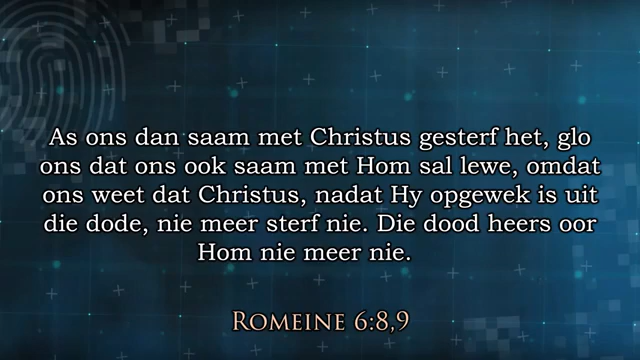 As ons dan saam met Christus gesterf het, glo
ons dat ons ook saam met Hom sal lewe, omdat
ons weet dat Christus, nadat Hy opgewek is uit
die dode, nie meer sterf nie. Die dood heers oor
Hom nie meer nie.
Romeine 6:8,9